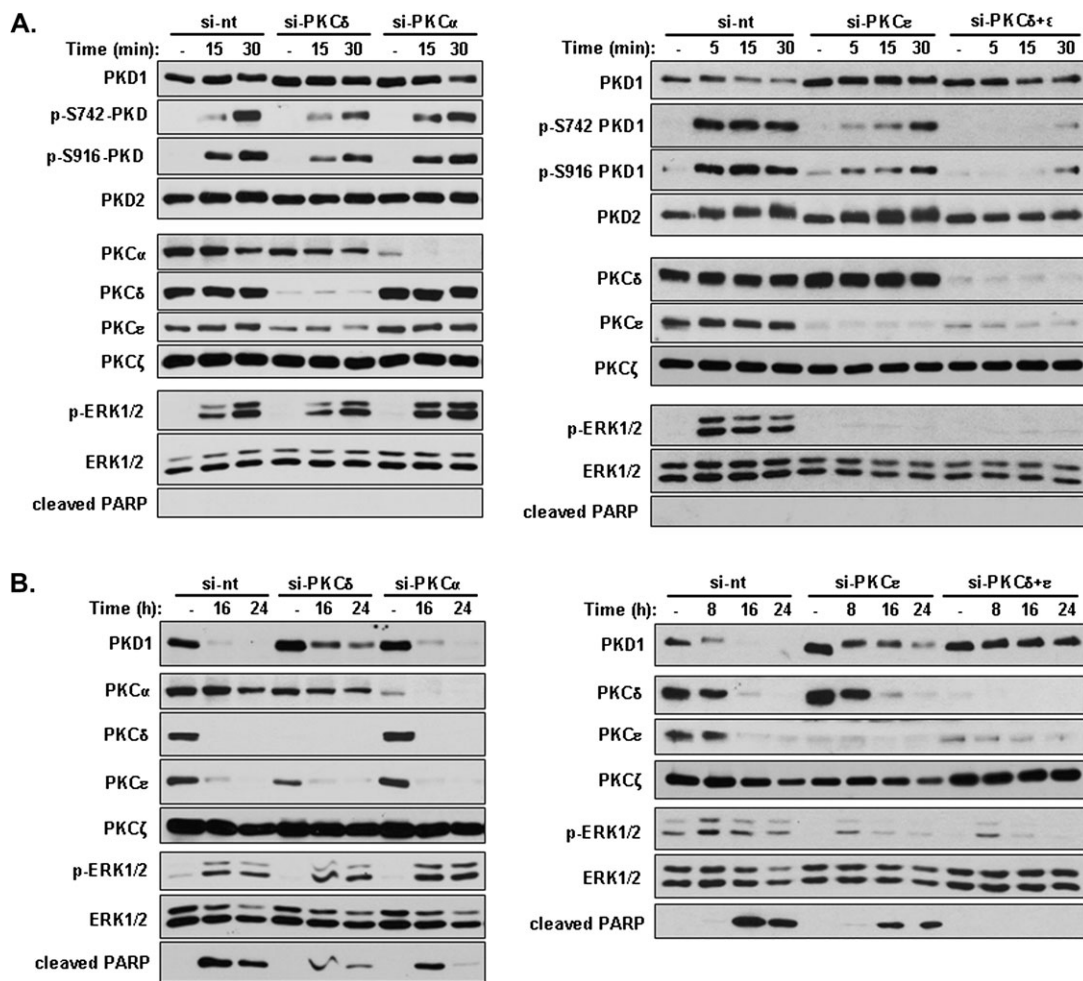 A.
si-nt si-PKCδ si-PKCα
Time (min): - 15 30 - 15 30 - 15 30
PKD1
p-S742-PKD
p-S916-PKD
PKD2
PKCα
PKCδ
PKCε
PKCζ
p-ERK1/2
ERK1/2
cleaved PARP
si-nt si-PKCε si-PKCδ+ε
Time (min): - 5 15 30 - 5 15 30 - 5 15 30
PKD1
p-S742 PKD1
p-S916 PKD1
PKD2
PKCδ
PKCε
PKCζ
p-ERK1/2
ERK1/2
cleaved PARP
B.
si-nt si-PKCδ si-PKCα
Time (h): - 16 24 - 16 24 - 16 24
PKD1
PKCα
PKCδ
PKCε
PKCζ
p-ERK1/2
ERK1/2
cleaved PARP
si-nt si-PKCε si-PKCδ+ε
Time (h): - 8 16 24 - 8 16 24 - 8 16 24
PKD1
PKCδ
PKCε
PKCζ
p-ERK1/2
ERK1/2
cleaved PARP